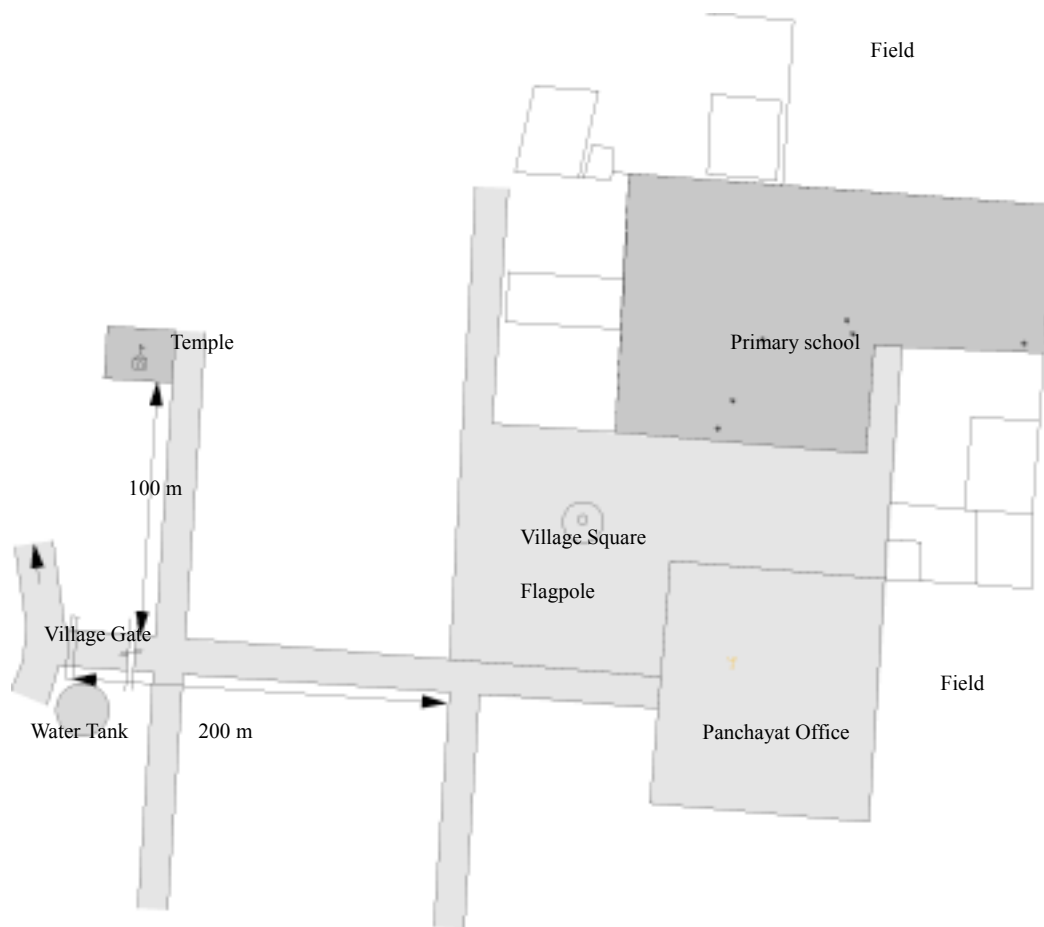 Field
Temple
Primary school
100 m
Village Square
Flagpole
Village Gate
Field
Water Tank
200 m
Panchayat Office